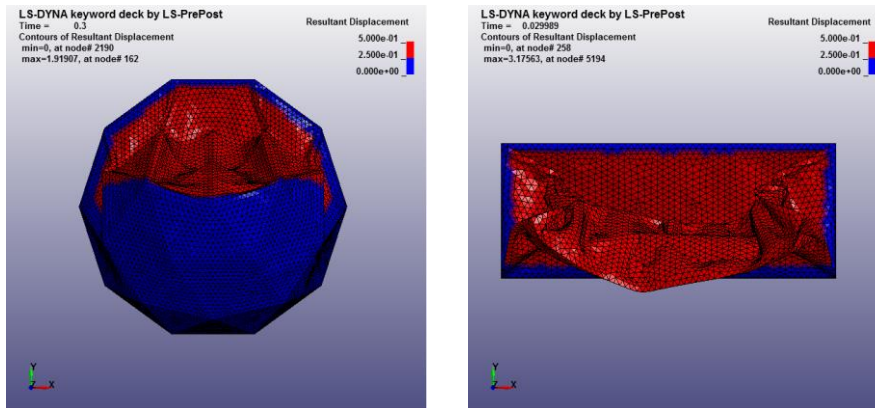 LS-DYNA keyword deck by LS-PrePost
Time = 0.3
Contours of Resultant Displacement
min=0, at node# 2190
max=1.91907, at node# 162
Resultant Displacement
5.000e-01
2.500e-01
0.000e+00
Y
Z X
LS-DYNA keyword deck by LS-PrePost
Time = 0.029989
Contours of Resultant Displacement
min=0, at node# 258
max=3.17563, at node# 5194
Resultant Displacement
5.000e-01
2.500e-01
0.000e+00
Y
Z X